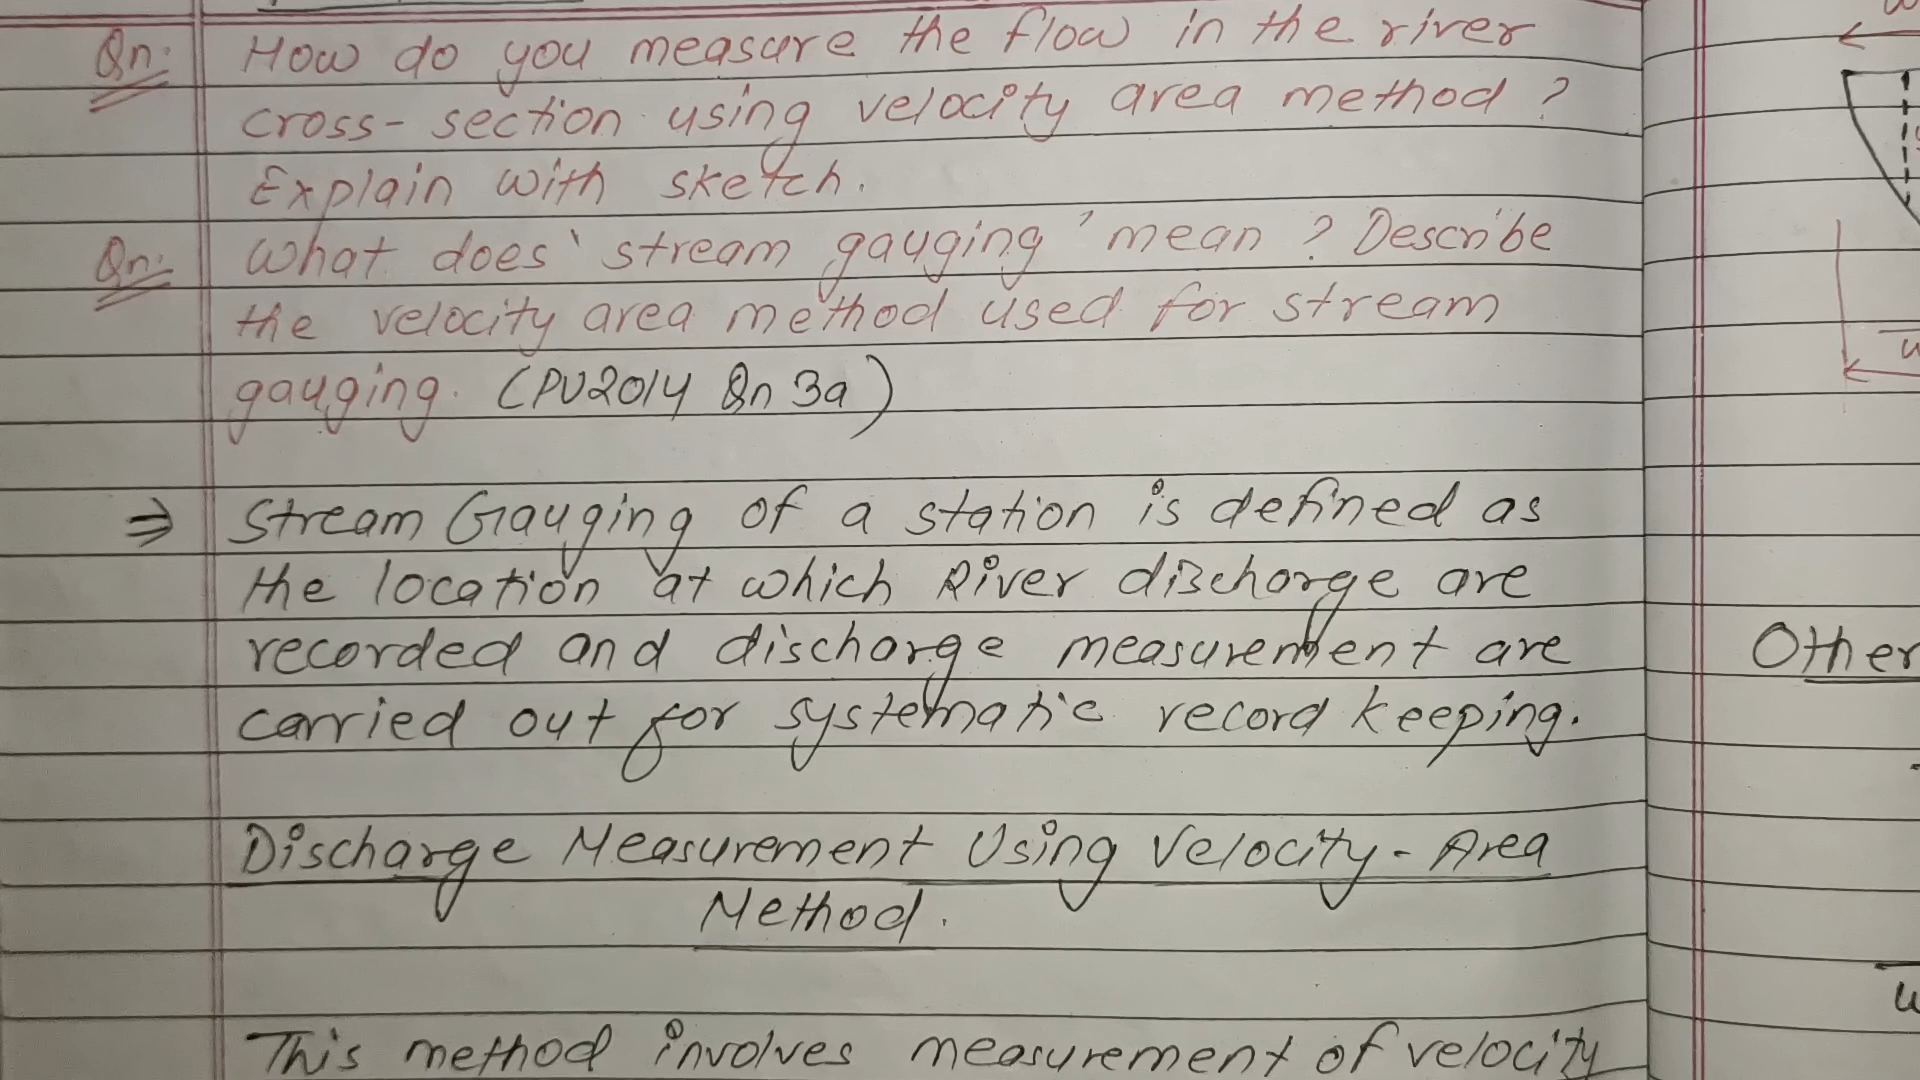 Qn: How do you measure the flow in the river
cross-section using velocity area method ?
Explain with sketch.
Qn: What does 'stream gauging' mean ? Describe
the velocity area method used for stream
gauging. (PU2014 Qn 3a)
⇒ Stream Gauging of a station is defined as
the location at which River discharge are
recorded and discharge measurement are
carried out for systematic record keeping.
Discharge Measurement Using Velocity-Area
Method.
This method involves measurement of velocity
Other